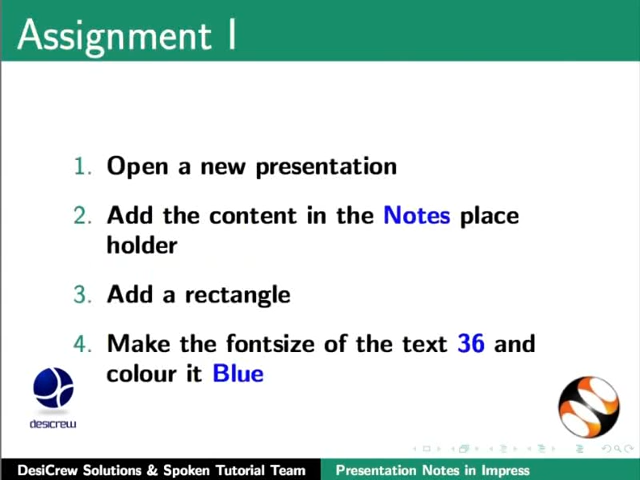 Assignment I
1. Open a new presentation
2. Add the content in the Notes place
holder
3. Add a rectangle
4. Make the fontsize of the text 36 and
colour it Blue
desicrew
DesiCrew Solutions & Spoken Tutorial Team
Presentation Notes in Impress